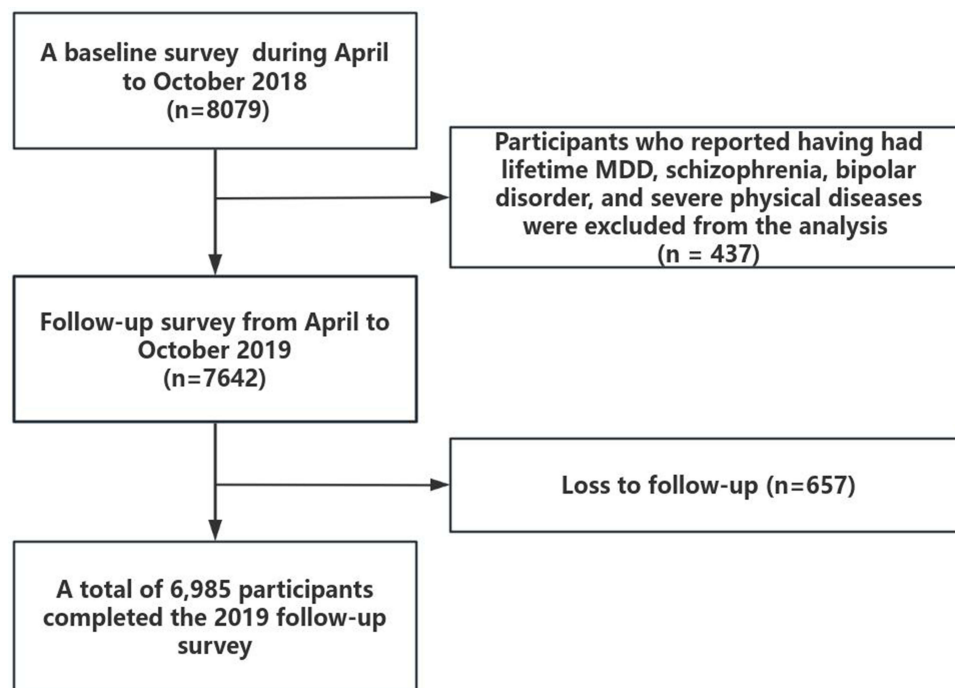 A baseline survey during April
to October 2018
(n=8079)
Participants who reported having had
lifetime MDD, schizophrenia, bipolar
disorder, and severe physical diseases
were excluded from the analysis
(n = 437)
Follow-up survey from April to
October 2019
(n=7642)
Loss to follow-up (n=657)
A total of 6,985 participants
completed the 2019 follow-up
survey